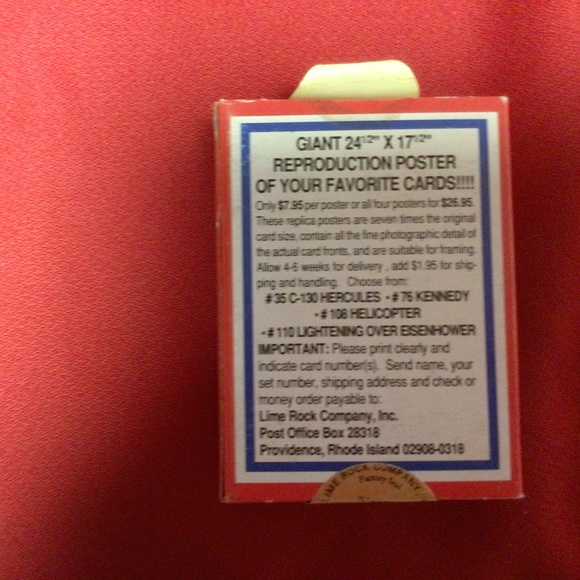 GIANT 24 1/2" X 17 1/2"
REPRODUCTION POSTER
OF YOUR FAVORITE CARDS!!!!
Only $7.95 per poster or all four posters for $26.95.
These replica posters are seven times the original
card size, contain all the fine photographic detail of
the actual card fronts, and are suitable for framing.
Allow 4-6 weeks for delivery , add $1.95 for ship-
ping and handling. Choose from:
# 35 C-130 HERCULES •# 76 KENNEDY
•# 108 HELICOPTER
•# 110 LIGHTENING OVER EISENHOWER
IMPORTANT: Please print clearly and
indicate card number(s). Send name, your
set number, shipping address and check or
money order payable to:
Lime Rock Company, Inc.
Post Office Box 28318
Providence, Rhode Island 02908-0318
LIME ROCK COMPANY
Factory Seal